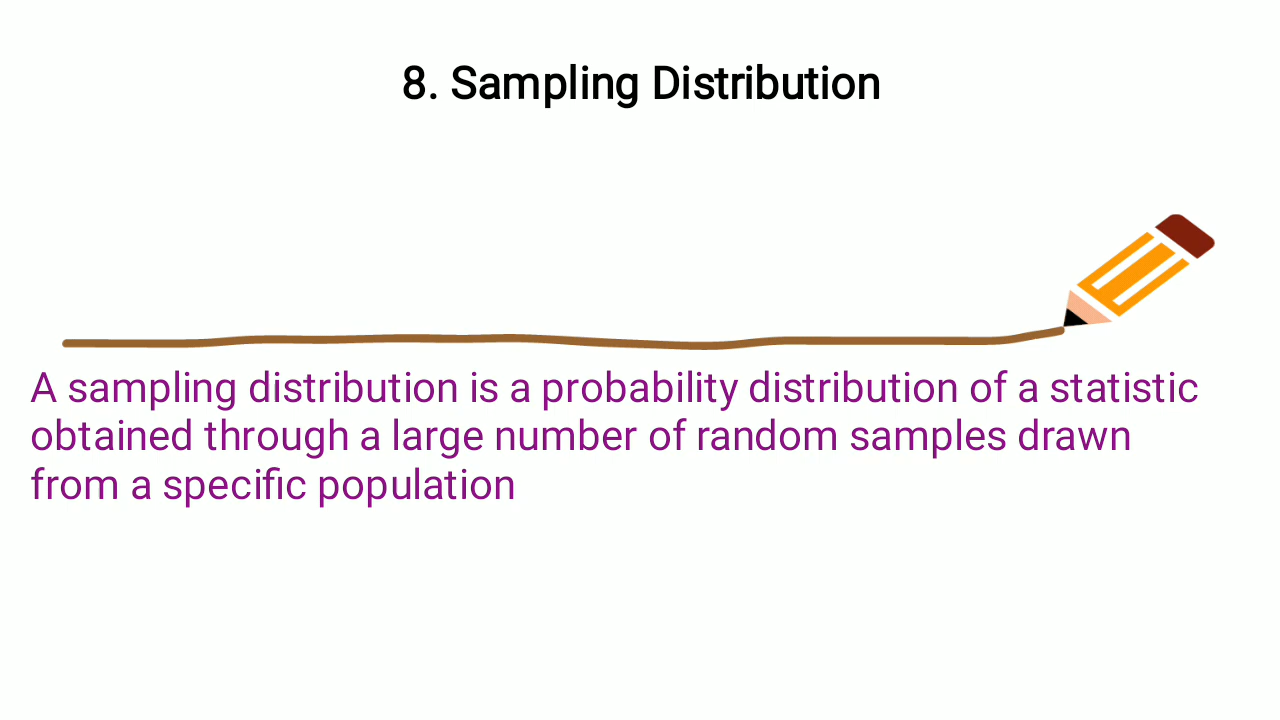 8. Sampling Distribution
A sampling distribution is a probability distribution of a statistic
obtained through a large number of random samples drawn
from a specific population